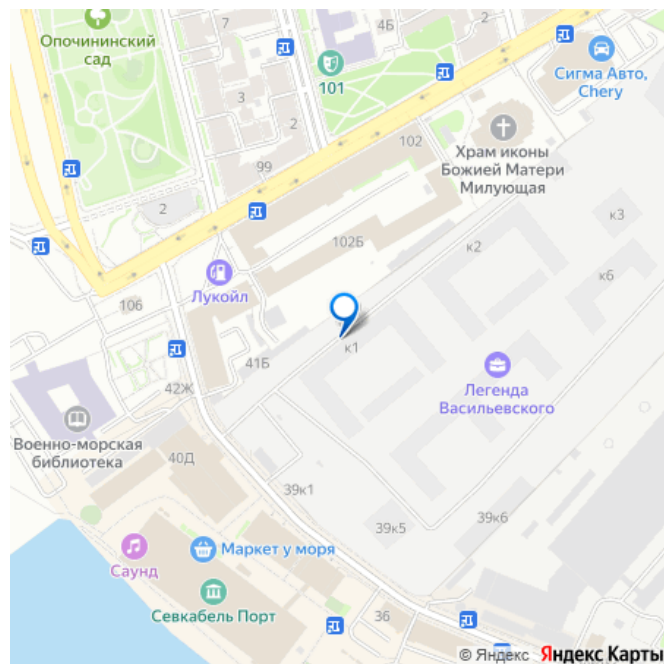 7
4Б
Опочининский
сад
Сигма Авто,
Chery
101
3
2
102
99
Храм иконы
Божией Матери
Милующая
2
к3
102Б
к2
к6
Лукойл
106
к1
41Б
Легенда
Васильевского
42Ж
Военно-морская
библиотека
40Д
39к1
39к5
39к6
Маркет у моря
Саунд
Севкабель Порт
36
© Яндекс Яндекс Карты